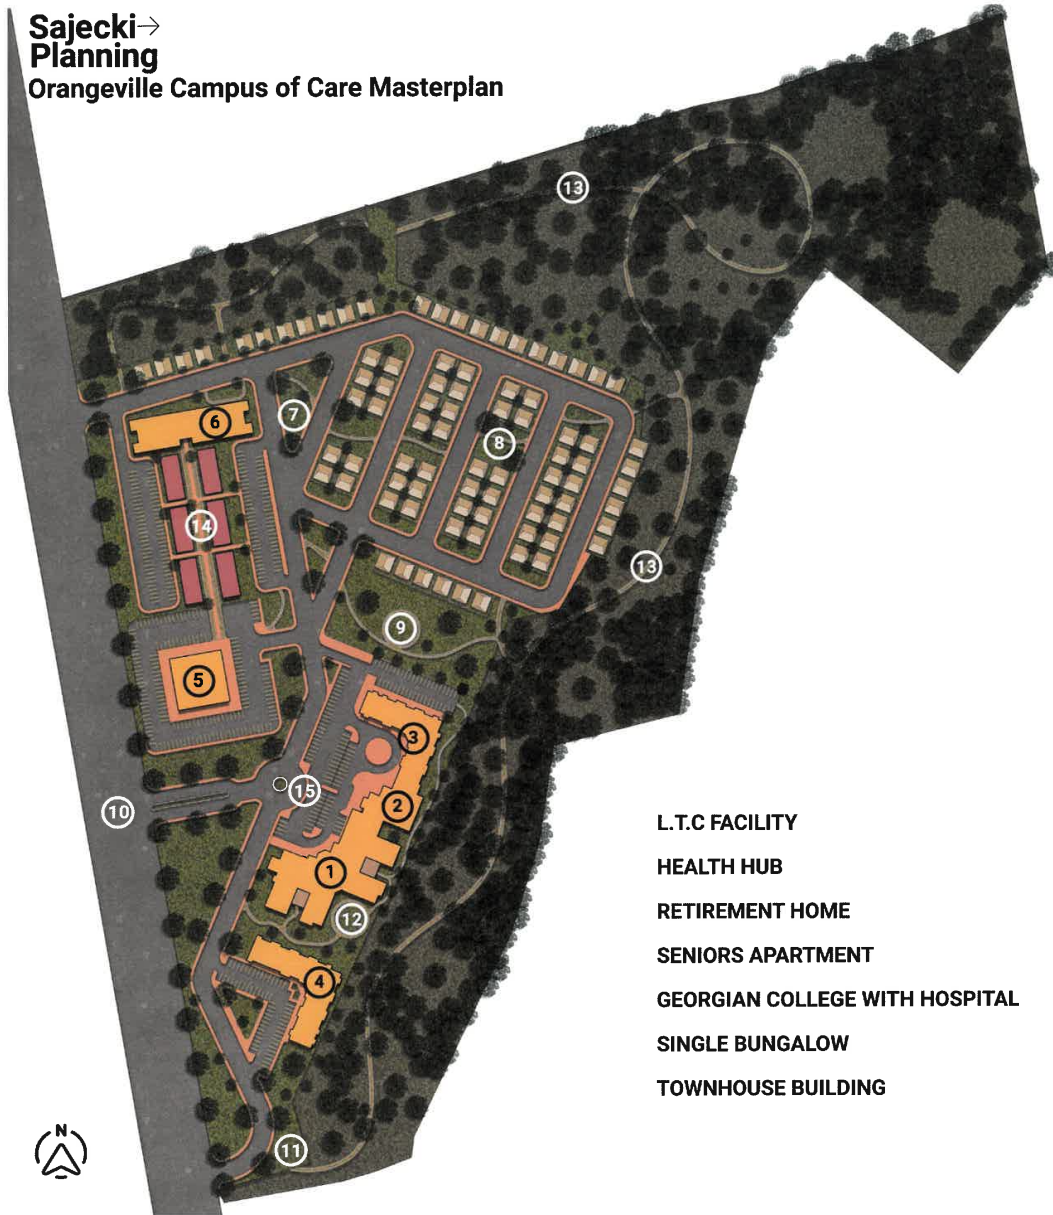 Sajecki→
Planning
Orangeville Campus of Care Masterplan
13
6
7
8
14
13
9
5
3
15
2
10
1
12
4
11
L.T.C FACILITY
HEALTH HUB
RETIREMENT HOME
SENIORS APARTMENT
GEORGIAN COLLEGE WITH HOSPITAL
SINGLE BUNGALOW
TOWNHOUSE BUILDING
N